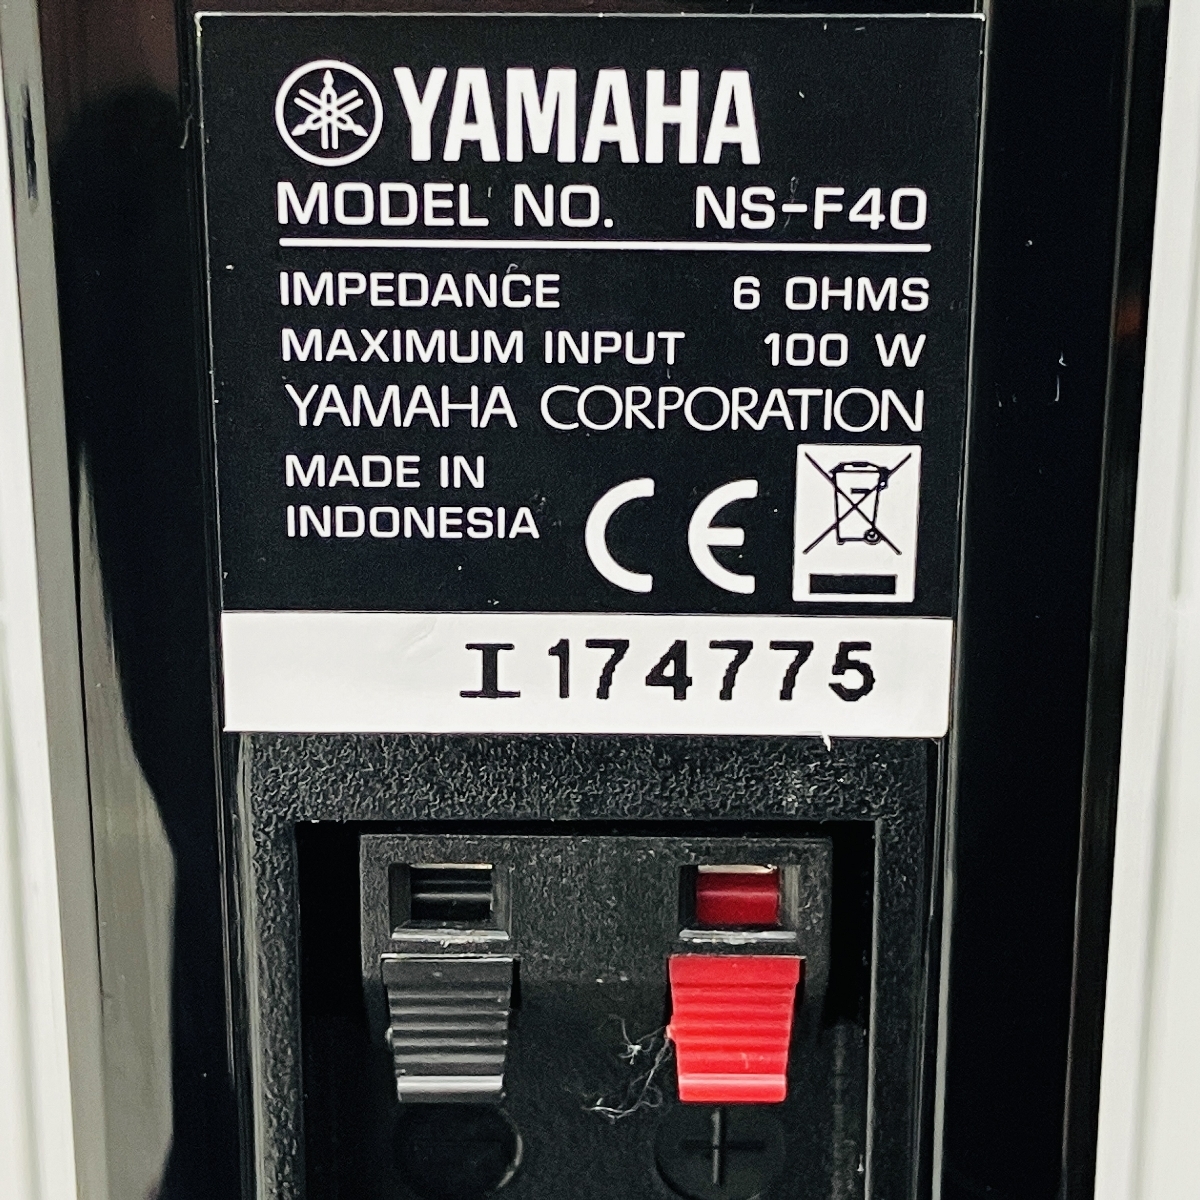 YAMAHA
MODEL NO. NS-F40
IMPEDANCE 6 OHMS
MAXIMUM INPUT 100 W
YAMAHA CORPORATION
MADE IN
INDONESIA
CE
I 174775
+